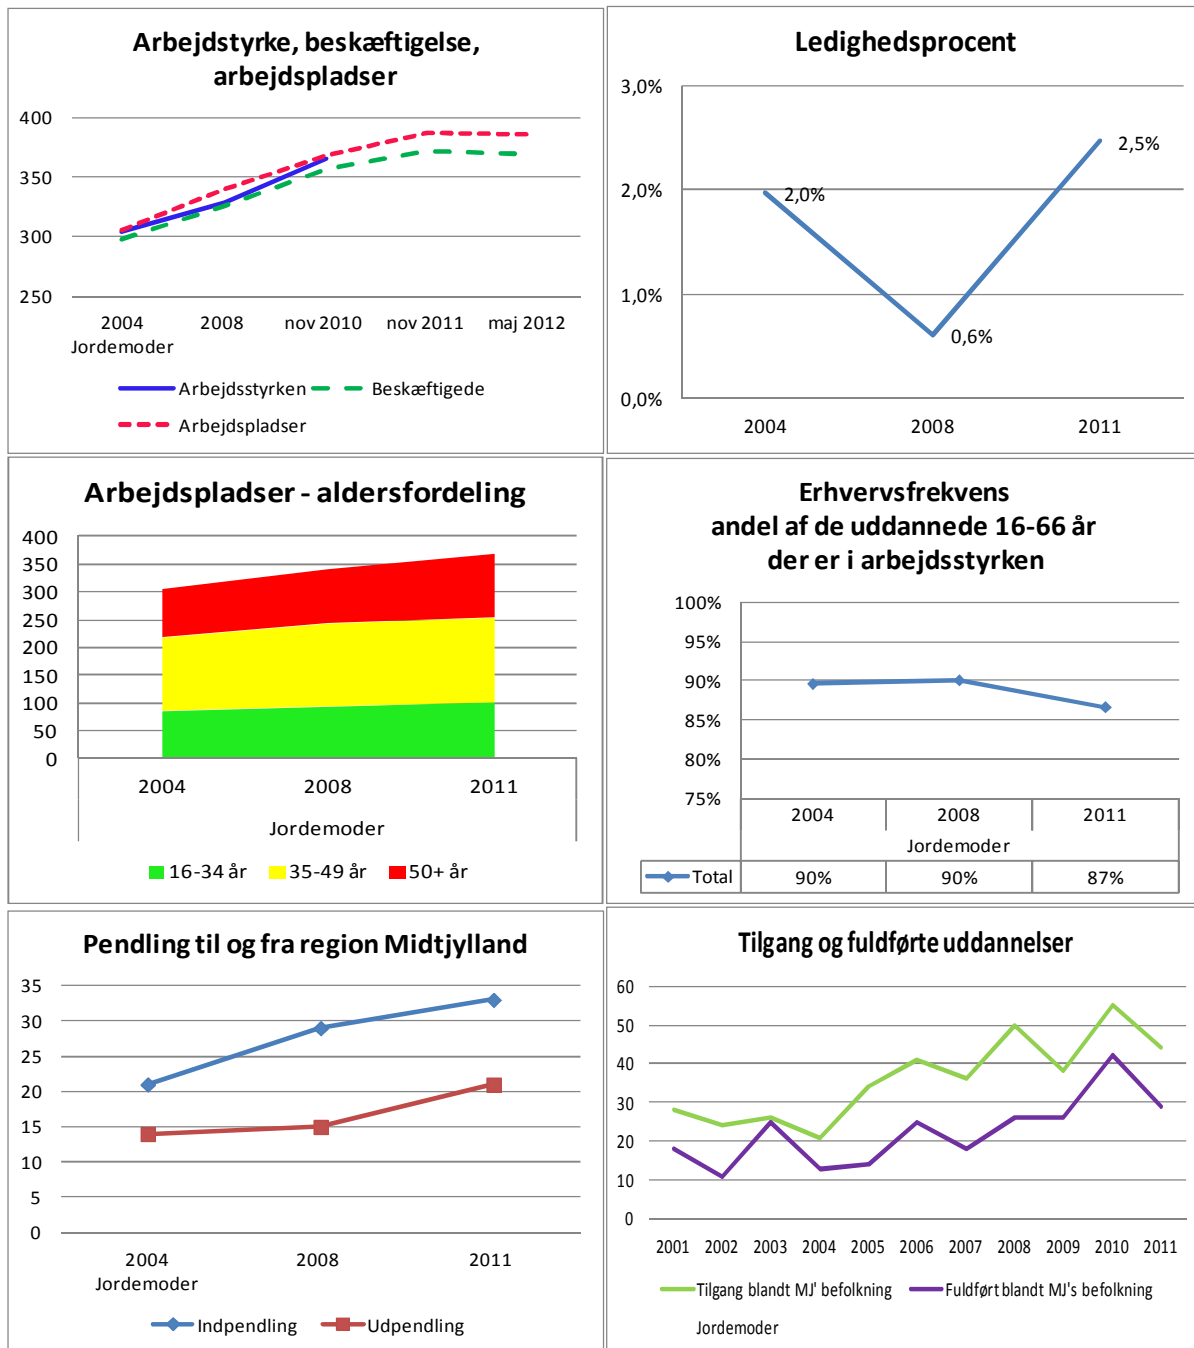 Arbejdstyrke, beskæftigelse,
arbejdspladser
400
350
300
250
2004
2008
nov 2010
nov 2011
maj 2012
Jordemoder
Arbejdsstyrken
Beskæftigede
Arbejdspladser
Ledighedsprocent
3,0%
2,0%
1,0%
0,0%
2,0%
0,6%
2,5%
2004
2008
2011
Arbejdspladser - aldersfordeling
400
350
300
250
200
150
100
50
0
2004
2008
2011
Jordemoder
16-34 år
35-49 år
50+ år
Erhvervsfrekvens
andel af de uddannede 16-66 år
der er i arbejdsstyrken
100%
95%
90%
85%
80%
75%
2004
2008
2011
Jordemoder
Total
90%
90%
87%
Pendling til og fra region Midtjylland
35
30
25
20
15
10
5
0
2004
2008
2011
Jordemoder
Indpendling
Udpendling
Tilgang og fuldførte uddannelser
60
50
40
30
20
10
0
2001
2002
2003
2004
2005
2006
2007
2008
2009
2010
2011
Tilgang blandt MJ' befolkning
Fuldført blandt MJ's befolkning
Jordemoder